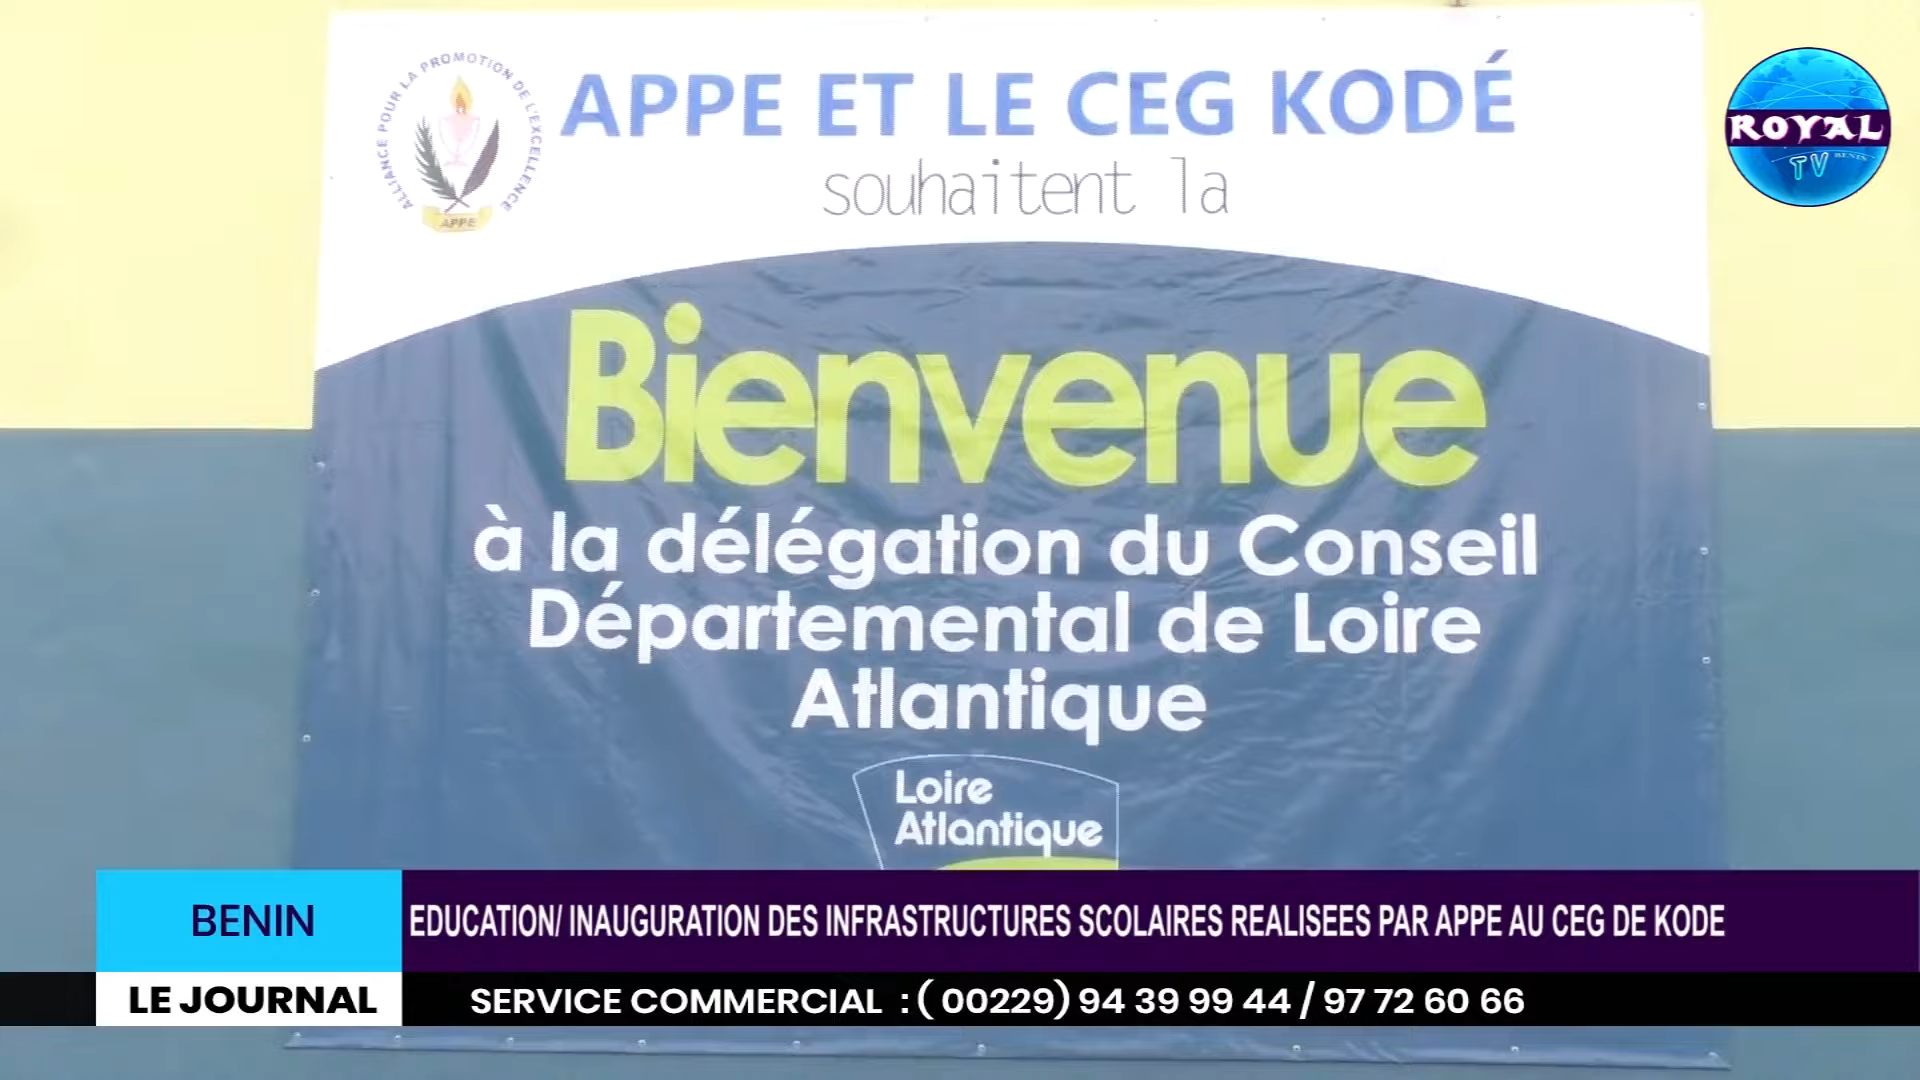 ALLIANCE POUR LA PROMOTION DE L'EXCELLENCE
APPE
APPE ET LE CEG KODÉ
souhaitent la
Bienvenue
à la délégation du Conseil
Départemental de Loire
Atlantique
Loire
Atlantique
ROYAL
TV BENIN
BENIN
EDUCATION/ INAUGURATION DES INFRASTRUCTURES SCOLAIRES REALISEES PAR APPE AU CEG DE KODE
LE JOURNAL
SERVICE COMMERCIAL : ( 00229) 94 39 99 44 / 97 72 60 66